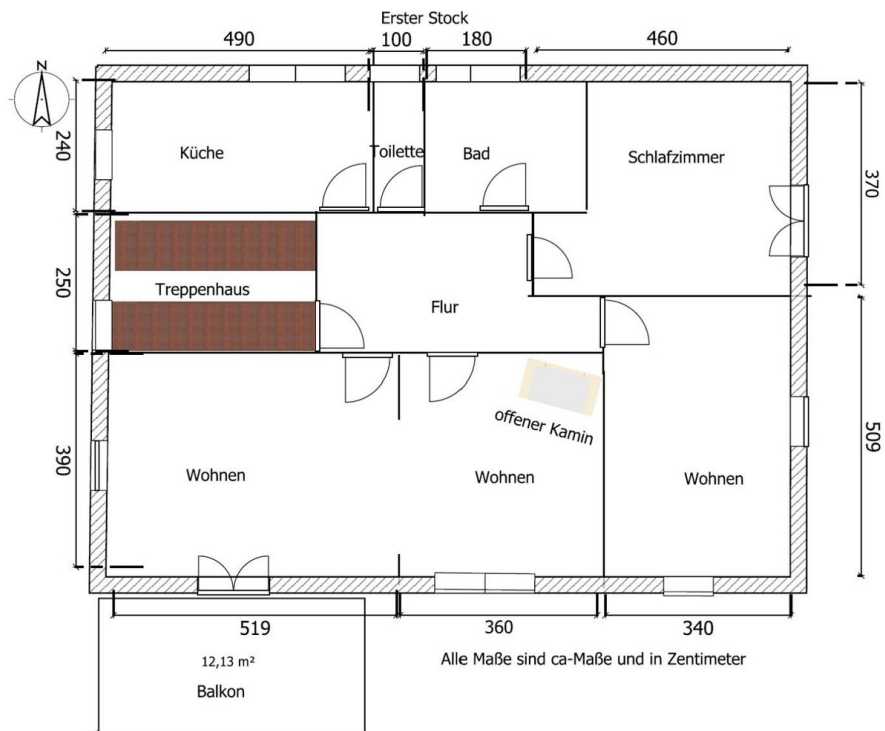 Erster Stock
490
100
180
460
N
240
Küche
Toilette
Bad
Schlafzimmer
370
250
Treppenhaus
Flur
offener Kamin
390
Wohnen
Wohnen
Wohnen
509
519
360
340
12,13 m²
Alle Maße sind ca-Maße und in Zentimeter
Balkon